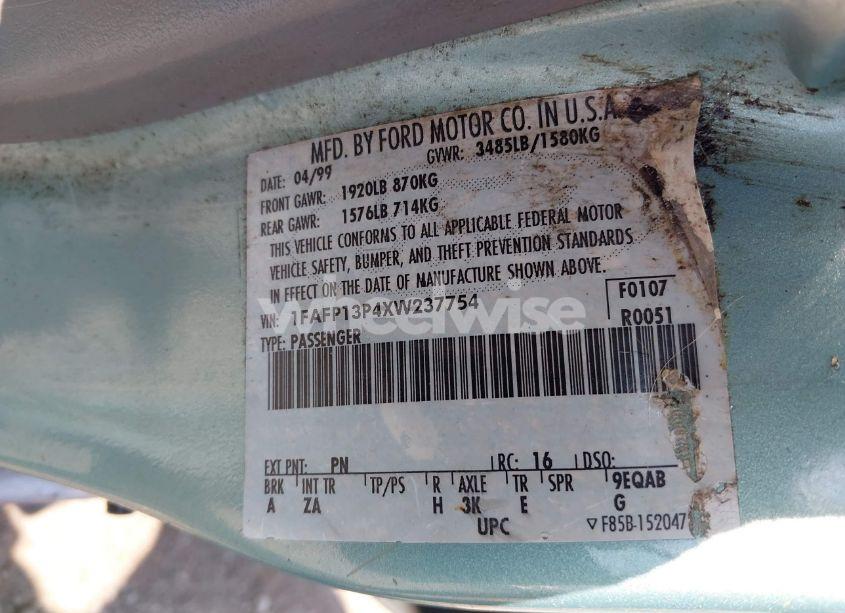 MFD. BY FORD MOTOR CO. IN U.S.A.
GVWR: 3485LB/1580KG
DATE: 04/99
FRONT GAWR: 1920LB 870KG
REAR GAWR: 1576LB 714KG
THIS VEHICLE CONFORMS TO ALL APPLICABLE FEDERAL MOTOR
VEHICLE SAFETY, BUMPER, AND THEFT PREVENTION STANDARDS
IN EFFECT ON THE DATE OF MANUFACTURE SHOWN ABOVE.
VIN: 1FAFP13P4XW237754
F0107
TYPE: PASSENGER
R0051
wheelwise
EXT PNT: PN RC: 16 DSO:
BRK INT TR TP/PS R AXLE TR SPR 9EQAB
A ZA H 3K E G
UPC ▽F85B-152047